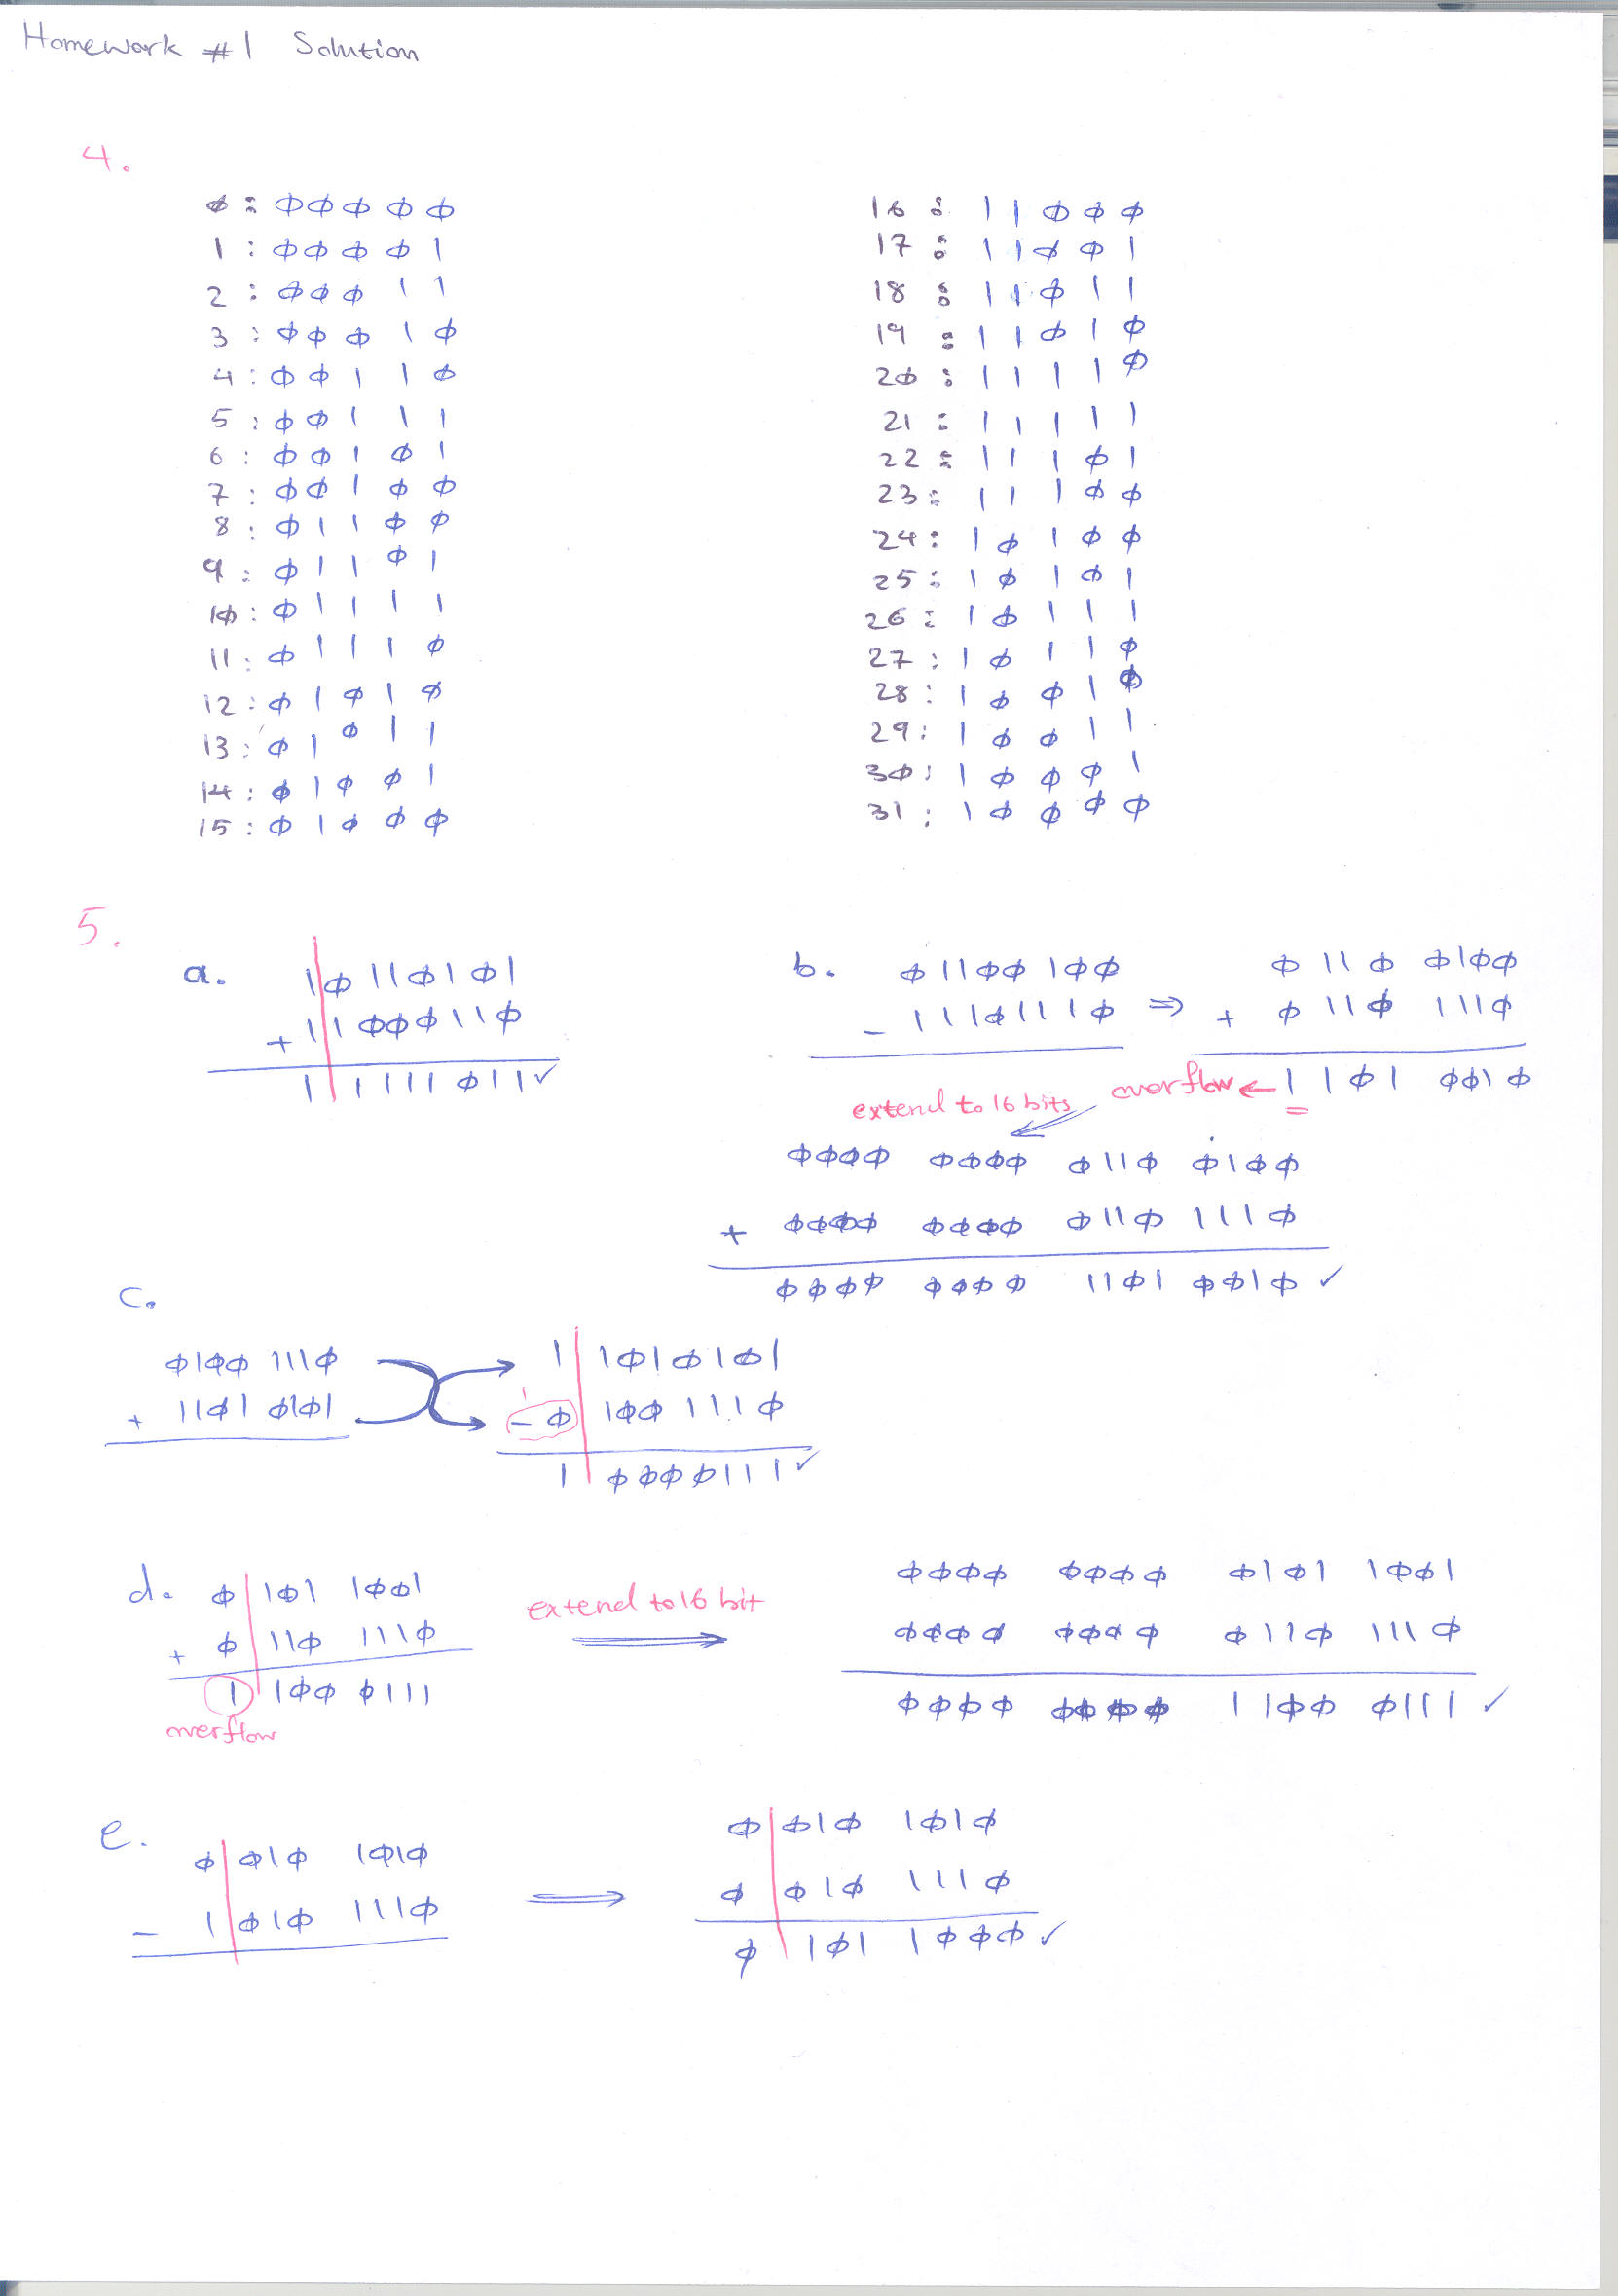 Homework #1 Solution
4.
ϕ : ϕϕϕϕϕ
1 : ϕϕϕϕ1
2 : ϕϕϕ11
3 : ϕϕϕ1ϕ
4 : ϕϕ11ϕ
5 : ϕϕ111
6 : ϕϕ1ϕ1
7 : ϕϕ1ϕϕ
8 : ϕ11ϕϕ
9 : ϕ11ϕ1
1ϕ : ϕ1111
11 : ϕ111ϕ
12 : ϕ1ϕ1ϕ
13 : ϕ1ϕ11
14 : ϕ1ϕϕ1
15 : ϕ1ϕϕϕ
16 : 11ϕϕϕ
17 : 11ϕϕ1
18 : 11ϕ11
19 : 11ϕ1ϕ
2ϕ : 1111ϕ
21 : 11111
22 : 111ϕ1
23 : 111ϕϕ
24 : 1ϕ1ϕϕ
25 : 1ϕ1ϕ1
26 : 1ϕ111
27 : 1ϕ11ϕ
28 : 1ϕϕ1ϕ
29 : 1ϕϕ11
3ϕ : 1ϕϕϕ1
31 : 1ϕϕϕϕ
5.
a.
1 ϕ11ϕ1ϕ1
+ 1 1ϕϕϕ11ϕ
1 1111ϕ11 ✓
b.
ϕ11ϕϕ1ϕϕ
- 111ϕ111ϕ ⇒
ϕ11ϕ ϕ1ϕϕ
+ ϕ11ϕ 111ϕ
overflow ← 11ϕ1 ϕϕ1ϕ
extend to 16 bits
ϕϕϕϕ ϕϕϕϕ ϕ11ϕ ϕ1ϕϕ
+ ϕϕϕϕ ϕϕϕϕ ϕ11ϕ 111ϕ
ϕϕϕϕ ϕϕϕϕ 11ϕ1 ϕϕ1ϕ ✓
c.
ϕ1ϕϕ 111ϕ
+ 11ϕ1 ϕ1ϕ1
1 1ϕ1ϕ1ϕ1
- ϕ 1ϕϕ111ϕ
1 ϕϕϕϕ111 ✓
d.
ϕ 1ϕ1 1ϕϕ1
+ ϕ 11ϕ 111ϕ
1 1ϕϕ ϕ111
overflow
extend to 16 bit
ϕϕϕϕ ϕϕϕϕ ϕ1ϕ1 1ϕϕ1
ϕϕϕϕ ϕϕϕϕ ϕ11ϕ 111ϕ
ϕϕϕϕ ϕϕϕϕ 11ϕϕ ϕ111 ✓
e.
ϕ ϕ1ϕ 1ϕ1ϕ
- 1 ϕ1ϕ 111ϕ
⇒
ϕ ϕ1ϕ 1ϕ1ϕ
ϕ ϕ1ϕ 111ϕ
ϕ 1ϕ1 1ϕϕϕ ✓